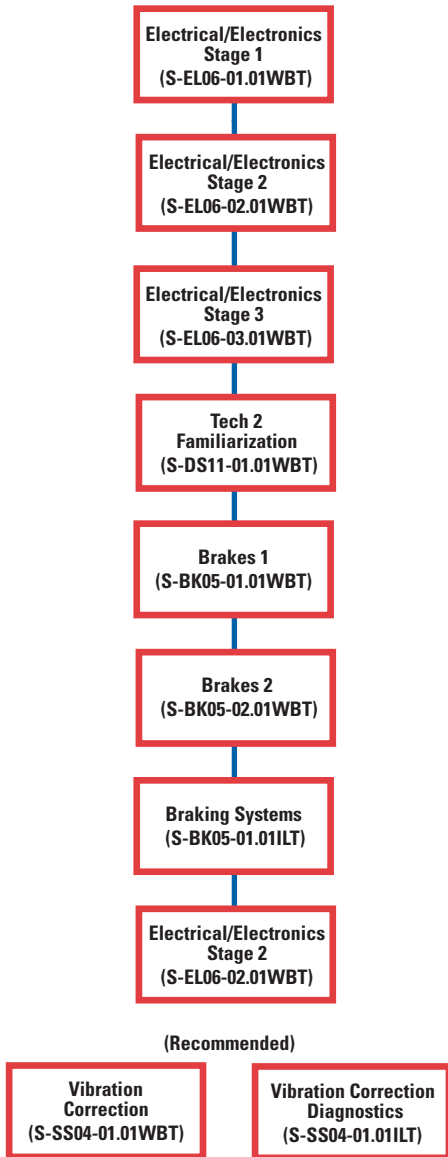 Electrical/Electronics
Stage 1
(S-EL06-01.01WBT)
Electrical/Electronics
Stage 2
(S-EL06-02.01WBT)
Electrical/Electronics
Stage 3
(S-EL06-03.01WBT)
Tech 2
Familiarization
(S-DS11-01.01WBT)
Brakes 1
(S-BK05-01.01WBT)
Brakes 2
(S-BK05-02.01WBT)
Braking Systems
(S-BK05-01.01ILT)
Electrical/Electronics
Stage 2
(S-EL06-02.01WBT)
(Recommended)
Vibration
Correction
(S-SS04-01.01WBT)
Vibration Correction
Diagnostics
(S-SS04-01.01ILT)